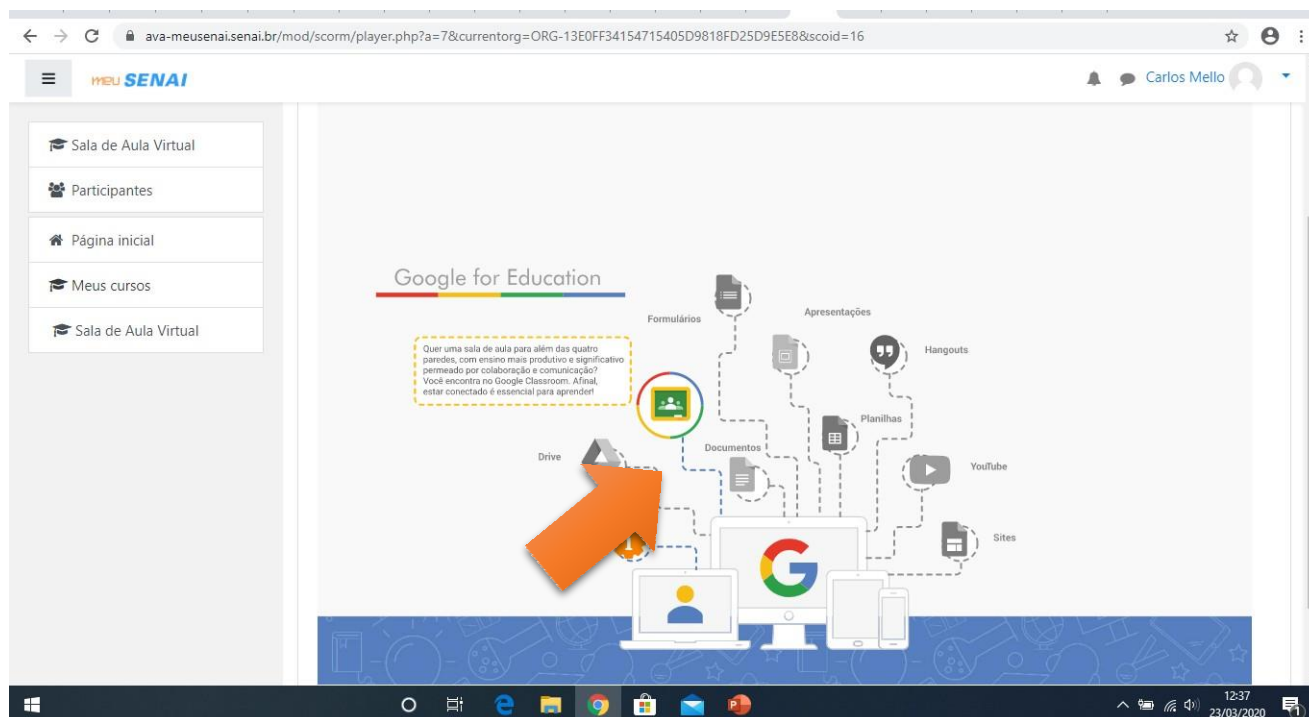 ava-meusenai.senai.br/mod/scorm/player.php?a=7&currentorg=ORG-13E0FF34154715405D9818FD25D9E5E8&scoid=16
meu SENAI
Carlos Mello
Sala de Aula Virtual
Participantes
Página inicial
Meus cursos
Sala de Aula Virtual
Google for Education
Formulários
Apresentações
Quer uma sala de aula para além das quatro
paredes, com ensino mais produtivo e significativo
permeado por colaboração e comunicação?
Você encontra no Google Classroom. Afinal,
estar conectado é essencial para aprender!
Hangouts
Planilhas
Drive
Documentos
YouTube
Sites
12:37
23/03/2020